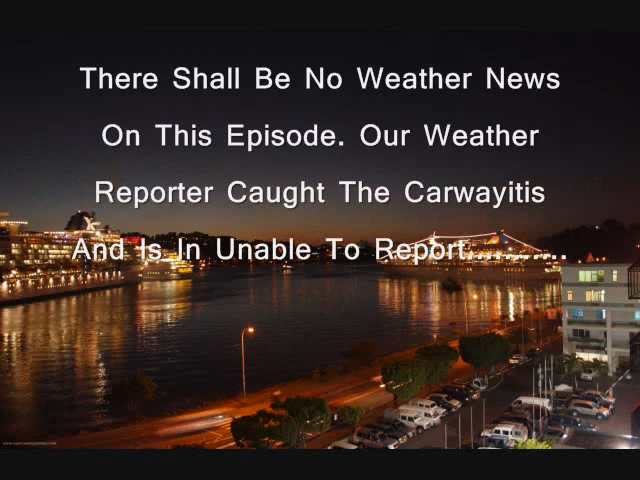 There Shall Be No Weather News
On This Episode. Our Weather
Reporter Caught The Carwayitis
And Is In Unable To Report...........